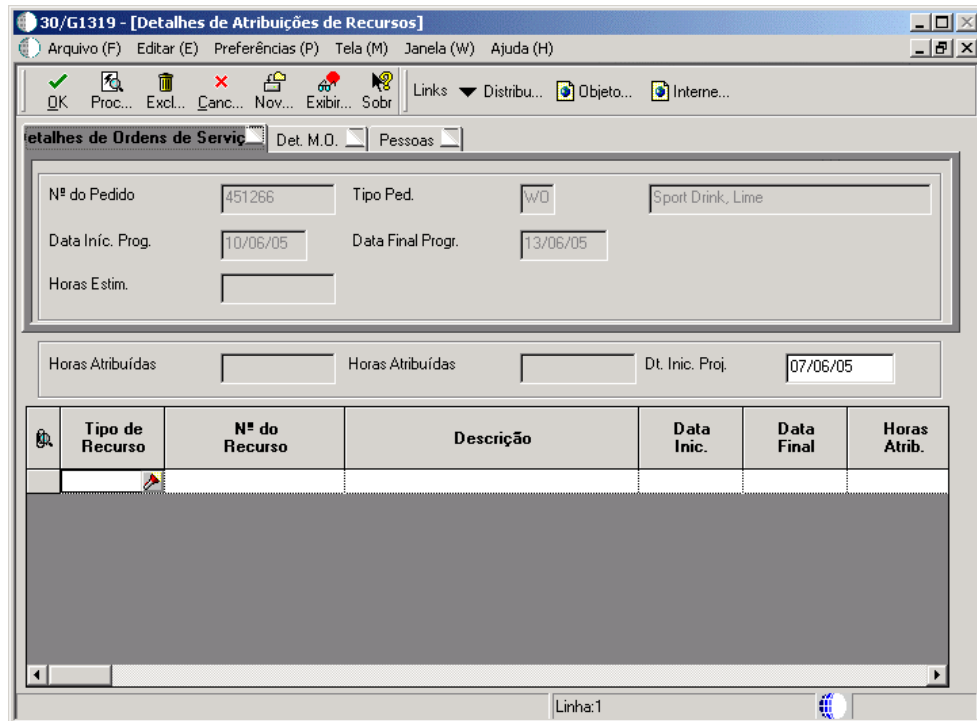 30/G1319 - [Detalhes de Atribuições de Recursos]
Arquivo (F) Editar (E) Preferências (P) Tela (M) Janela (W) Ajuda (H)
OK Proc... Excl... Canc... Nov... Exibir... Sobr Links Distribu... Objeto... Interne...
etalhes de Ordens de Serviç Det. M.O. Pessoas
Nº do Pedido 451266 Tipo Ped. WO Sport Drink, Lime
Data Iníc. Prog. 10/06/05 Data Final Progr. 13/06/05
Horas Estim.
Horas Atribuídas Horas Atribuídas Dt. Inic. Proj. 07/06/05
Tipo de Recurso Nº do Recurso Descrição Data Inic. Data Final Horas Atrib.
Linha:1